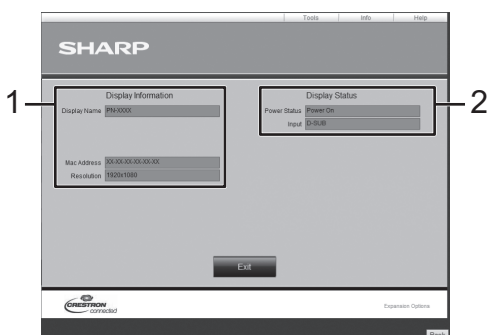 Tools Info Help
SHARP
1
Display Information
Display Name PN-XXXX
Mac Address XX-XX-XX-XX-XX-XX
Resolution 1920x1080
Display Status
Power Status Power On
Input D-SUB
2
Exit
CRESTRON
connected
Expansion Options
Back